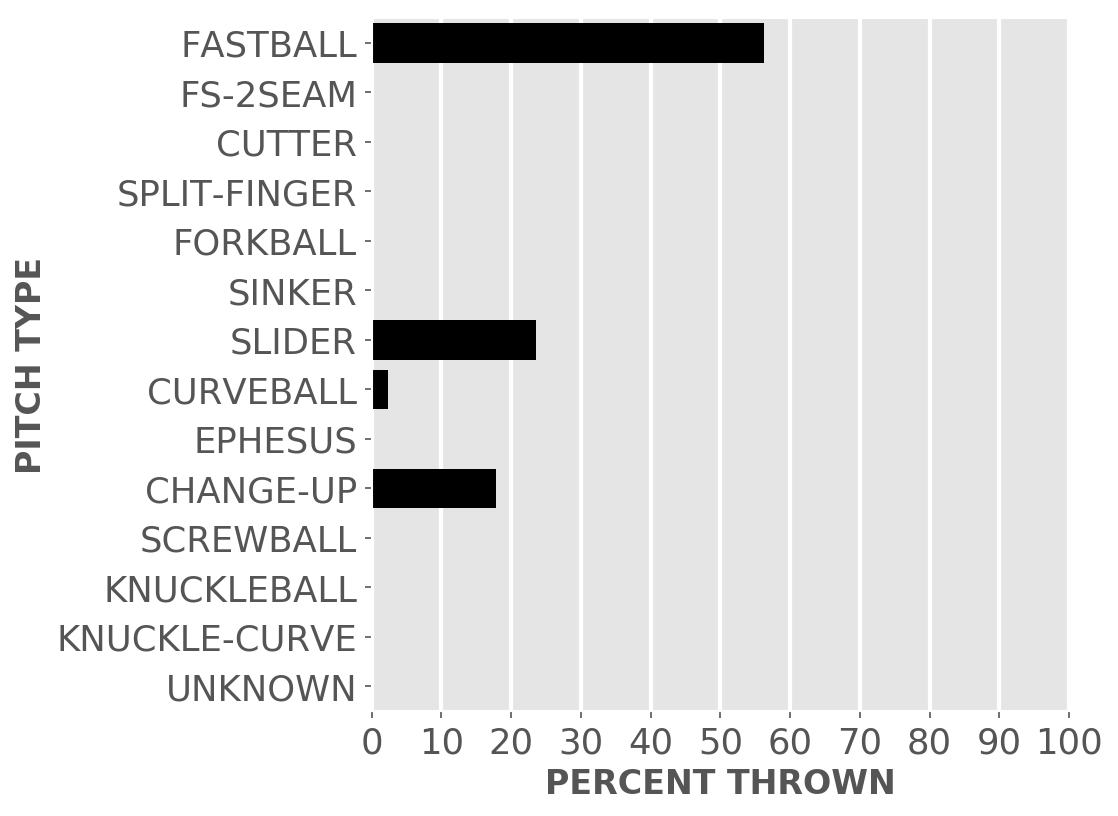 FASTBALL
FS-2SEAM
CUTTER
SPLIT-FINGER
FORKBALL
SINKER
SLIDER
CURVEBALL
EPHESUS
CHANGE-UP
SCREWBALL
KNUCKLEBALL
KNUCKLE-CURVE
UNKNOWN
PITCH TYPE
0 10 20 30 40 50 60 70 80 90 100
PERCENT THROWN